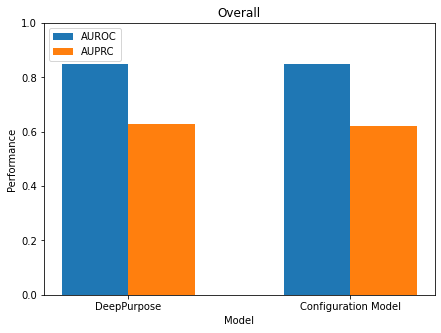 Overall
AUROC
AUPRC
1.0
0.8
0.6
0.4
0.2
0.0
Performance
DeepPurpose
Configuration Model
Model